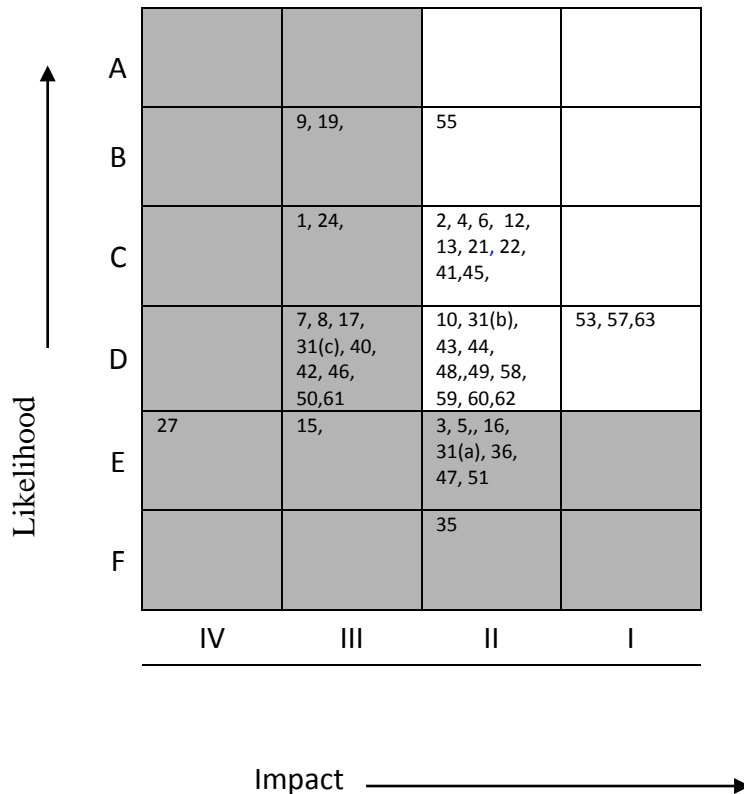 A
B
9, 19,
55
C
1, 24,
2, 4, 6, 12,
13, 21, 22,
41,45,
D
7, 8, 17,
31(c), 40,
42, 46,
50,61
10, 31(b),
43, 44,
48,,49, 58,
59, 60,62
53, 57,63
E
27
15,
3, 5,, 16,
31(a), 36,
47, 51
F
35
Likelihood
IV
III
II
I
Impact